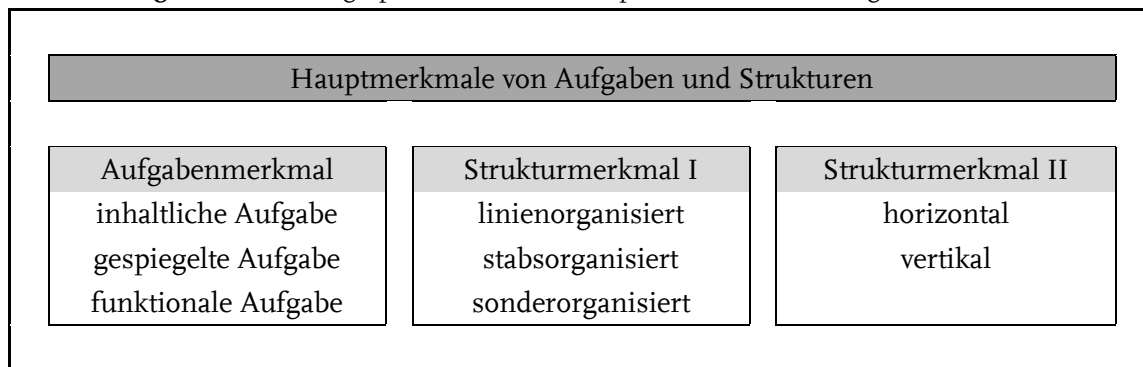 Hauptmerkmale von Aufgaben und Strukturen
Aufgabenmerkmal
inhaltliche Aufgabe
gespiegelte Aufgabe
funktionale Aufgabe
Strukturmerkmal I
linienorganisiert
stabsorganisiert
sonderorganisiert
Strukturmerkmal II
horizontal
vertikal